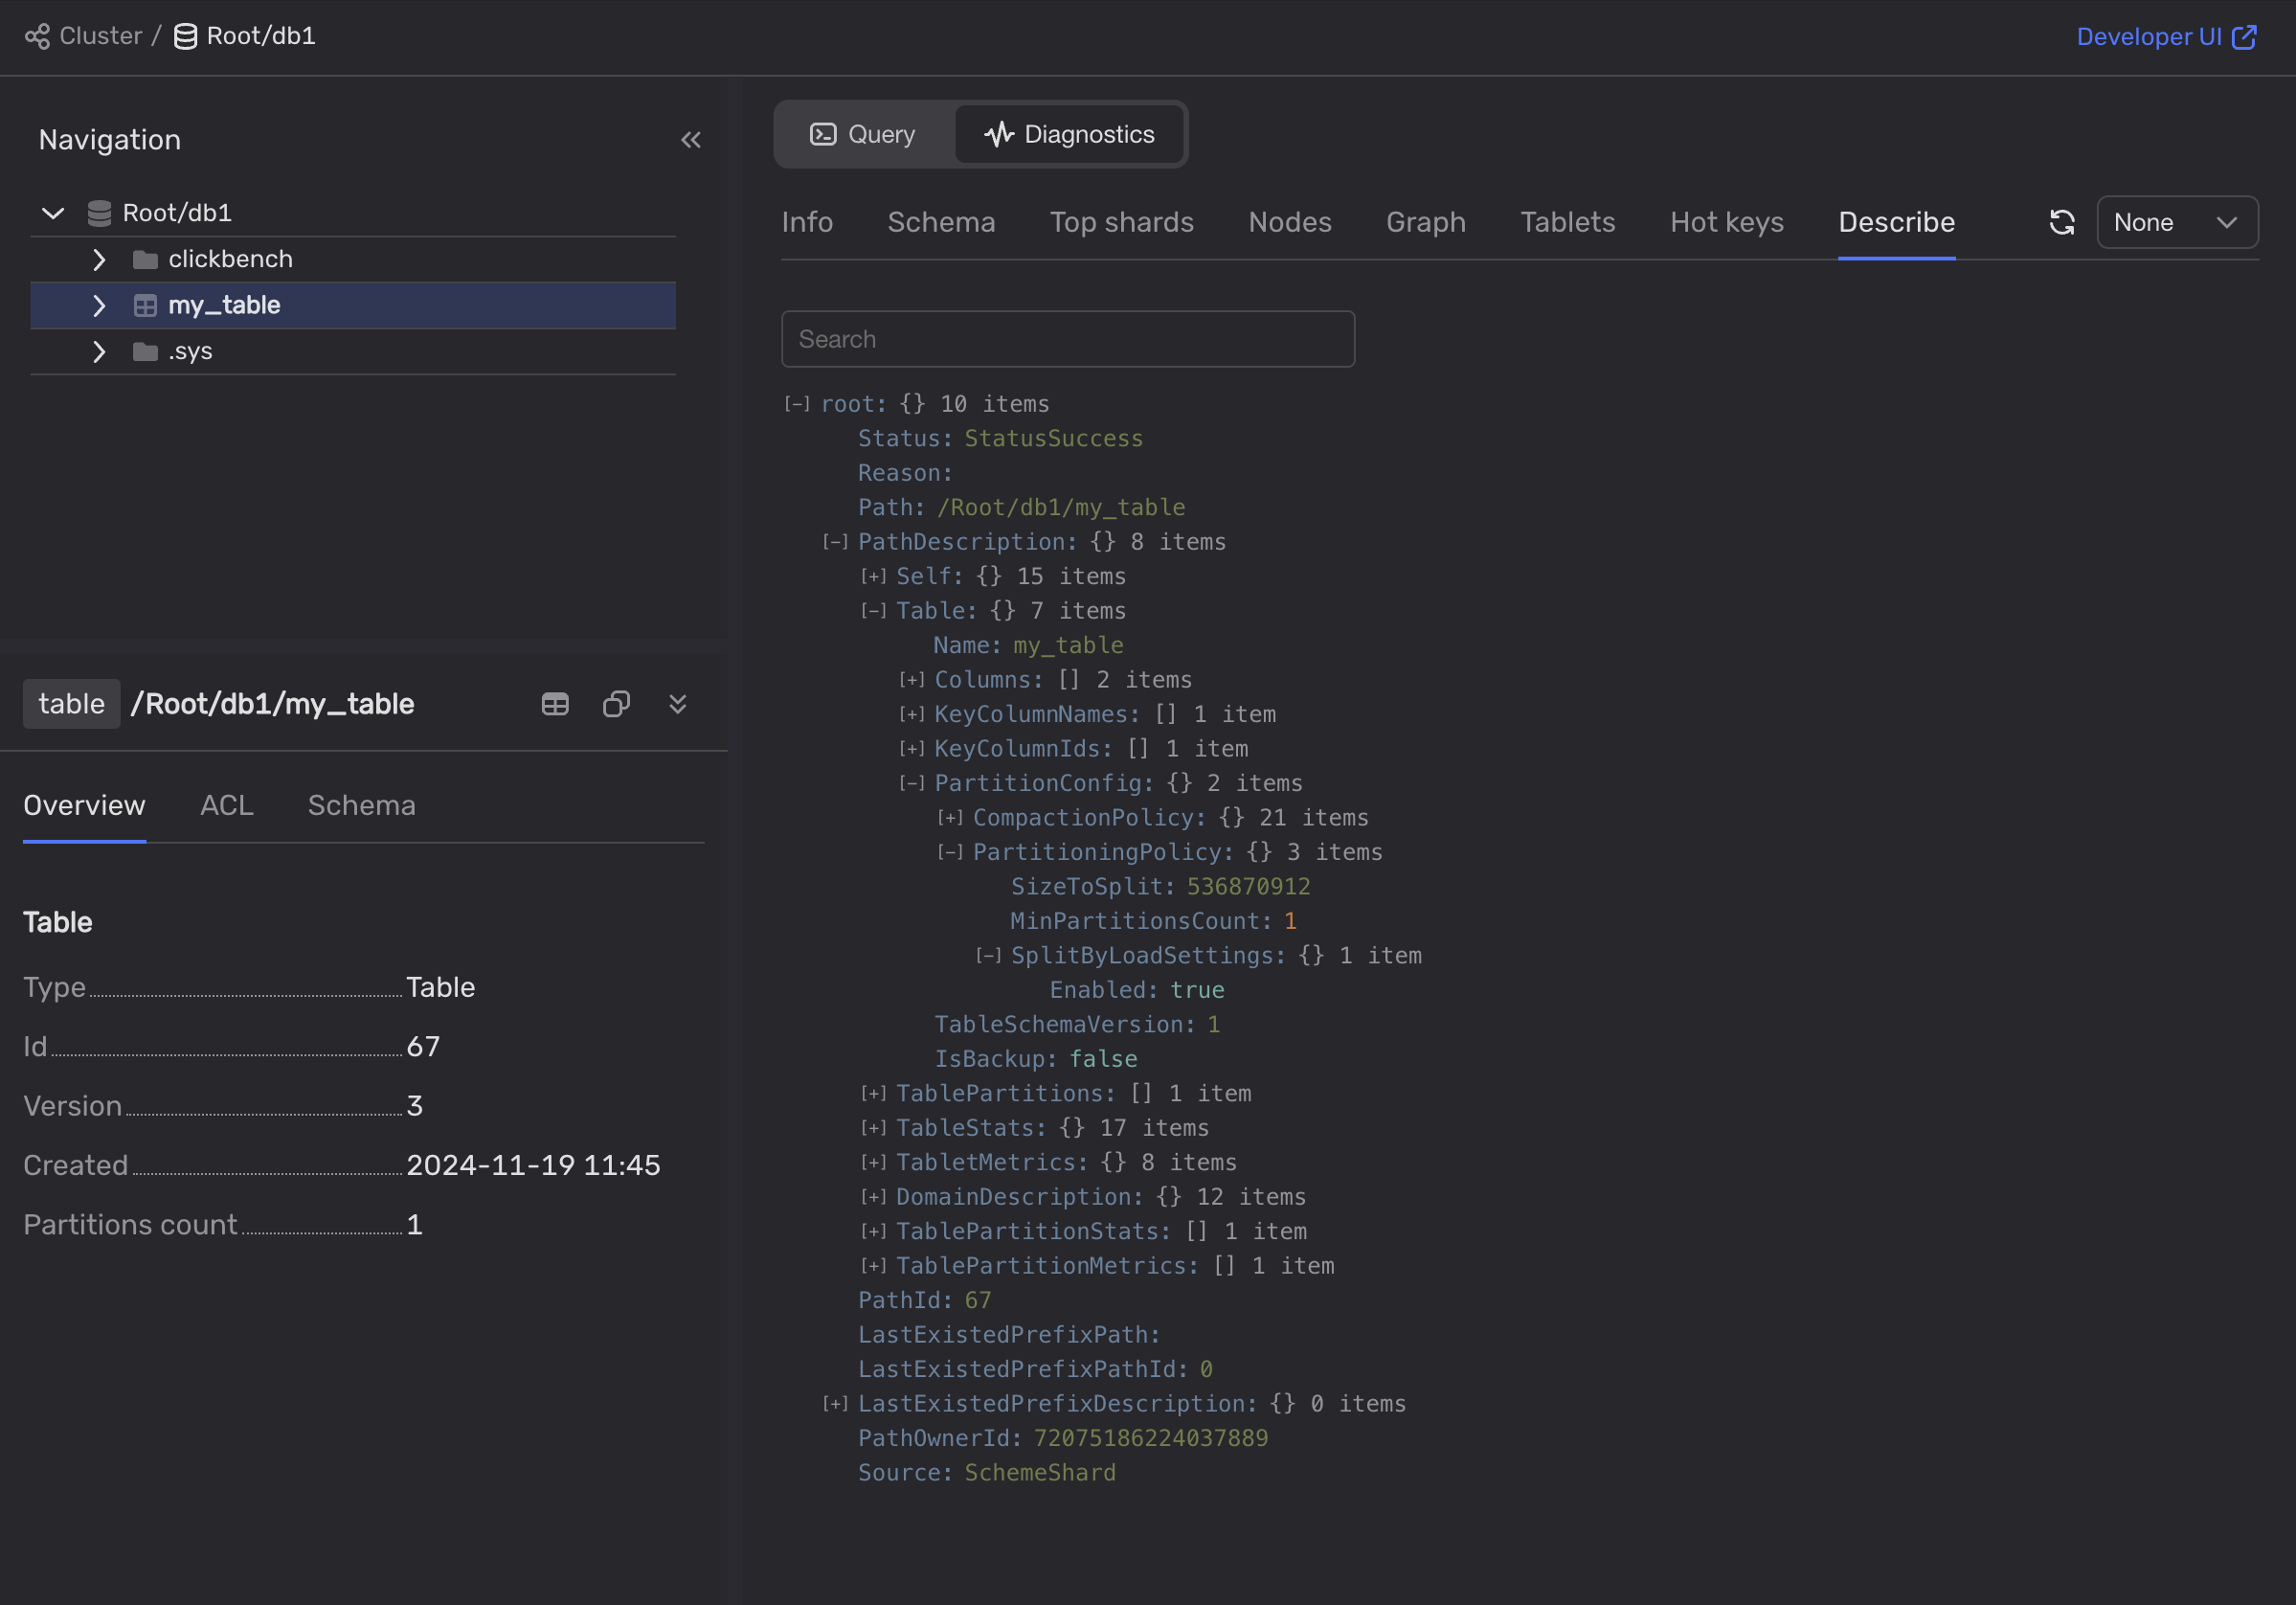 Cluster / Root/db1
Developer UI
Navigation
Root/db1
clickbench
my_table
.sys
table /Root/db1/my_table
Overview ACL Schema
Table
Type Table
Id 67
Version 3
Created 2024-11-19 11:45
Partitions count 1
Query Diagnostics
Info Schema Top shards Nodes Graph Tablets Hot keys Describe None
Search
[-] root: {} 10 items
Status: StatusSuccess
Reason:
Path: /Root/db1/my_table
[-] PathDescription: {} 8 items
[+] Self: {} 15 items
[-] Table: {} 7 items
Name: my_table
[+] Columns: [] 2 items
[+] KeyColumnNames: [] 1 item
[+] KeyColumnIds: [] 1 item
[-] PartitionConfig: {} 2 items
[+] CompactionPolicy: {} 21 items
[-] PartitioningPolicy: {} 3 items
SizeToSplit: 536870912
MinPartitionsCount: 1
[-] SplitByLoadSettings: {} 1 item
Enabled: true
TableSchemaVersion: 1
IsBackup: false
[+] TablePartitions: [] 1 item
[+] TableStats: {} 17 items
[+] TabletMetrics: {} 8 items
[+] DomainDescription: {} 12 items
[+] TablePartitionStats: [] 1 item
[+] TablePartitionMetrics: [] 1 item
PathId: 67
LastExistedPrefixPath:
LastExistedPrefixPathId: 0
[+] LastExistedPrefixDescription: {} 0 items
PathOwnerId: 72075186224037889
Source: SchemeShard